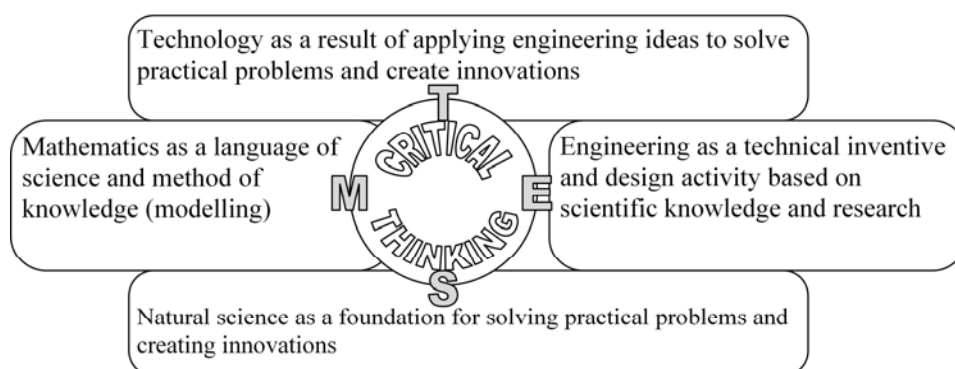 Technology as a result of applying engineering ideas to solve
practical problems and create innovations
T
CRITICAL
Mathematics as a language of
science and method of
knowledge (modelling)
M
E
Engineering as a technical inventive
and design activity based on
scientific knowledge and research
THINKING
S
Natural science as a foundation for solving practical problems and
creating innovations